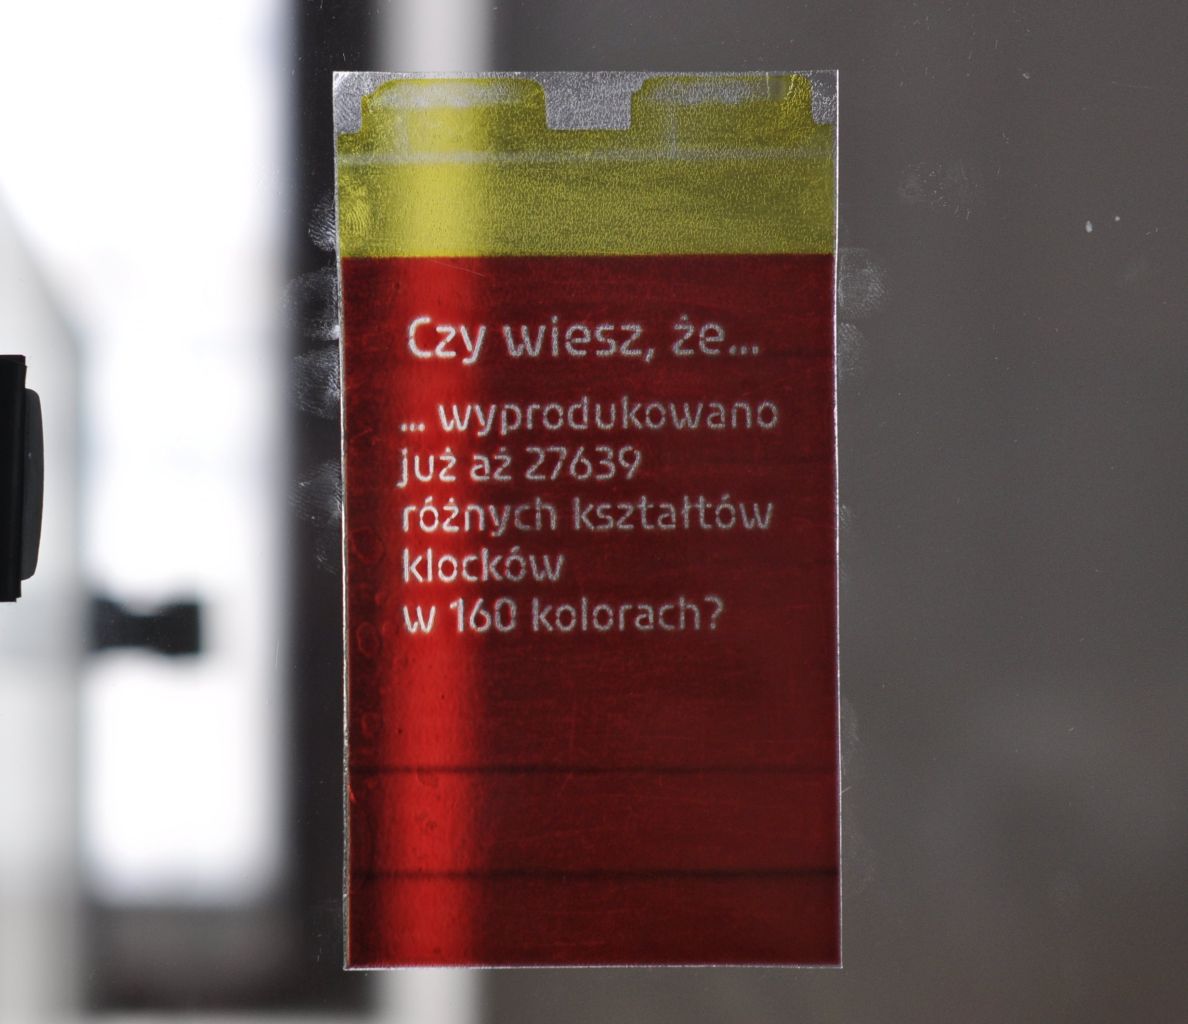 Czy wiesz, że...
... wyprodukowano
już aż 27639
różnych kształtów
klocków
w 160 kolorach?